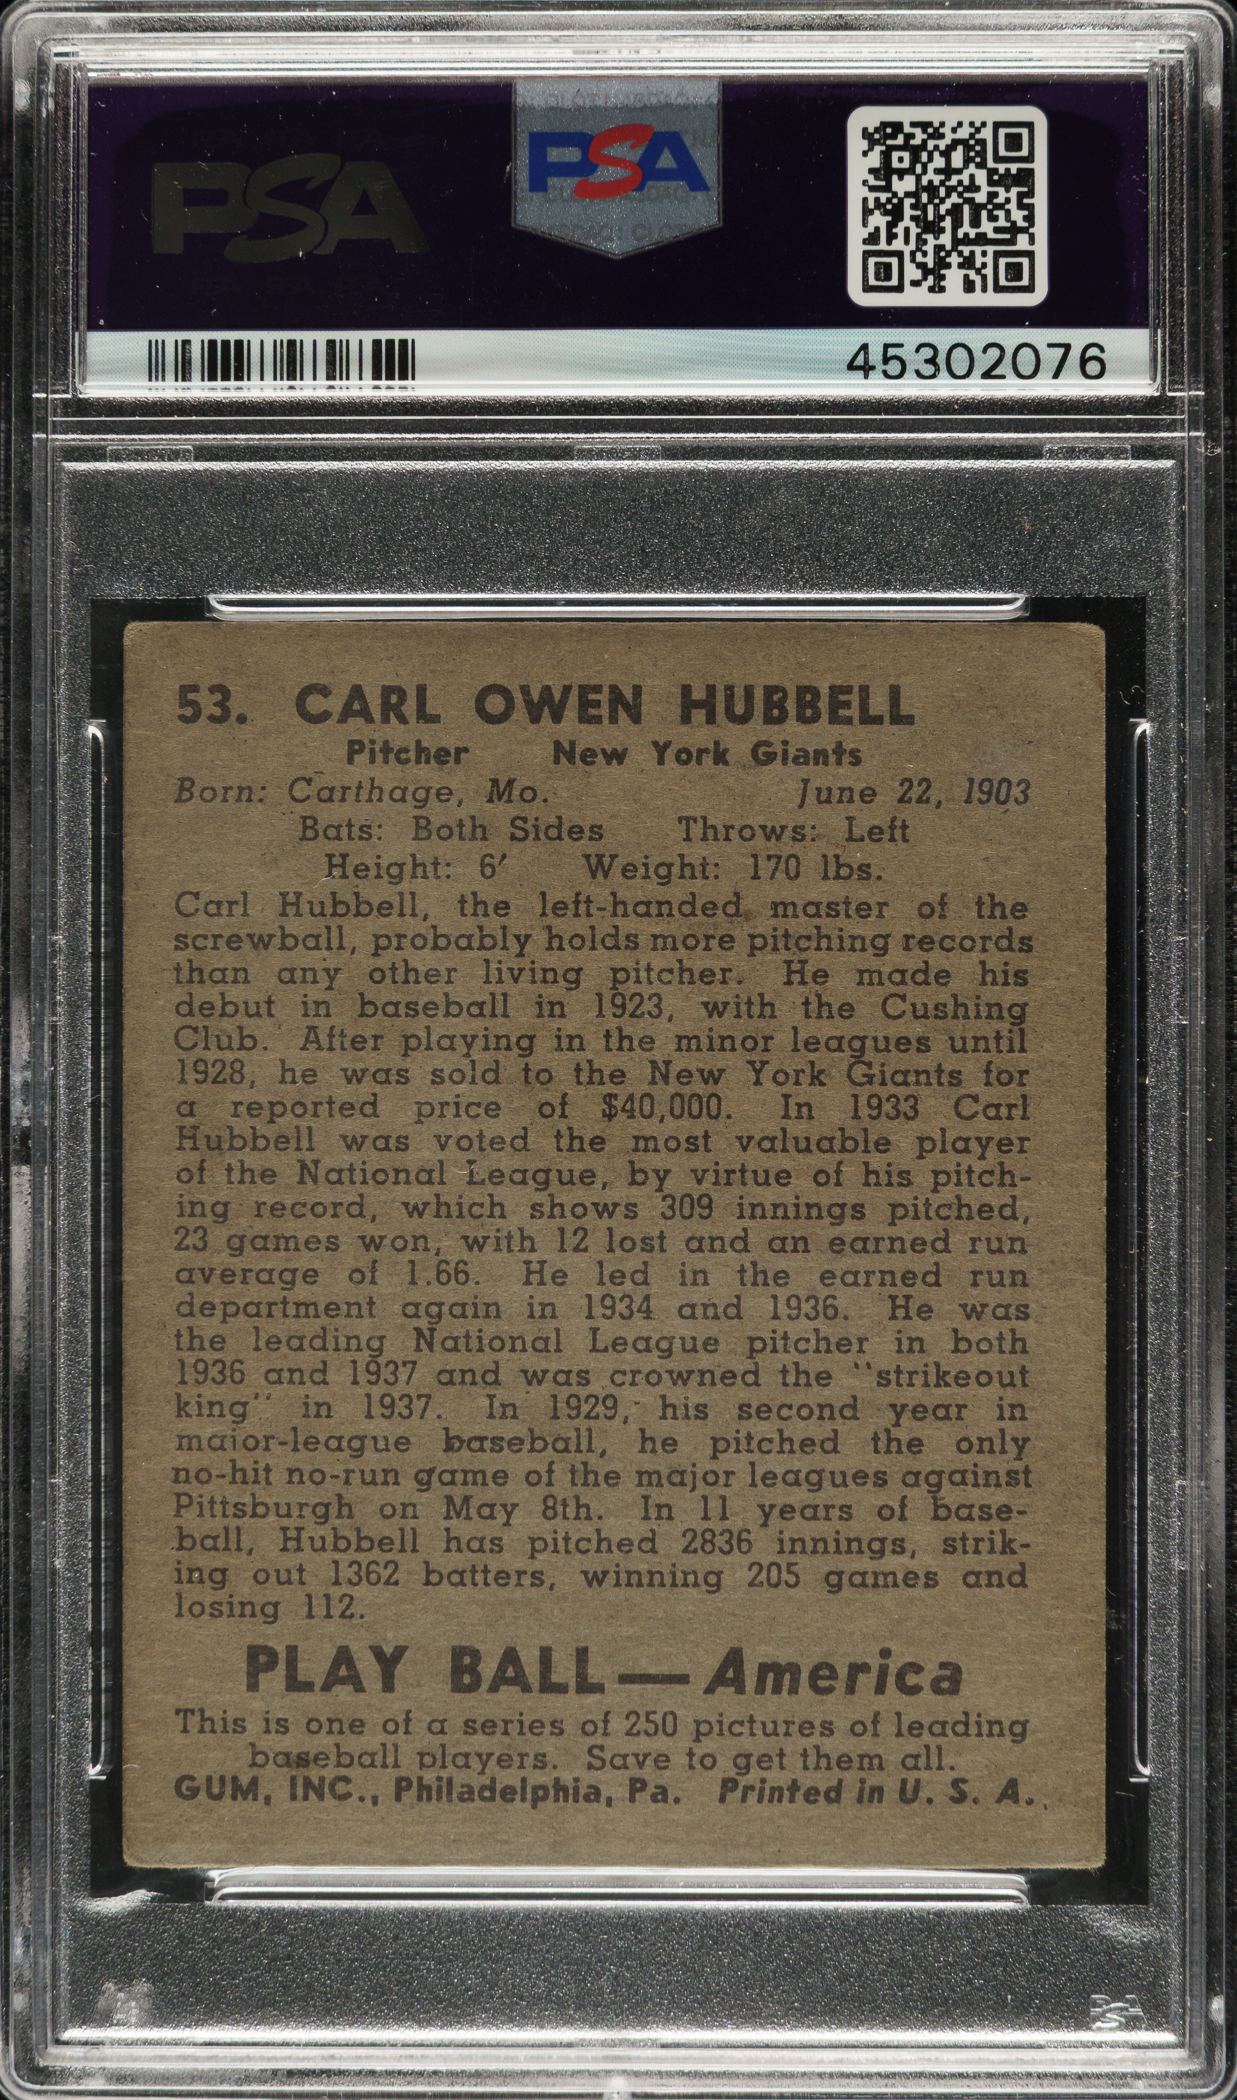 PSA
PSA
45302076
53. CARL OWEN HUBBELL
Pitcher New York Giants
Born: Carthage, Mo. June 22, 1903
Bats: Both Sides Throws: Left
Height: 6′ Weight: 170 lbs.
Carl Hubbell, the left-handed master of the
screwball, probably holds more pitching records
than any other living pitcher. He made his
debut in baseball in 1923, with the Cushing
Club. After playing in the minor leagues until
1928, he was sold to the New York Giants for
a reported price of $40,000. In 1933 Carl
Hubbell was voted the most valuable player
of the National League, by virtue of his pitch-
ing record, which shows 309 innings pitched,
23 games won, with 12 lost and an earned run
average of 1.66. He led in the earned run
department again in 1934 and 1936. He was
the leading National League pitcher in both
1936 and 1937 and was crowned the "strikeout
king" in 1937. In 1929, his second year in
major-league baseball, he pitched the only
no-hit no-run game of the major leagues against
Pittsburgh on May 8th. In 11 years of base-
ball, Hubbell has pitched 2836 innings, strik-
ing out 1362 batters, winning 205 games and
losing 112.
PLAY BALL—America
This is one of a series of 250 pictures of leading
baseball players. Save to get them all.
GUM, INC., Philadelphia, Pa. Printed in U. S. A.
PSA